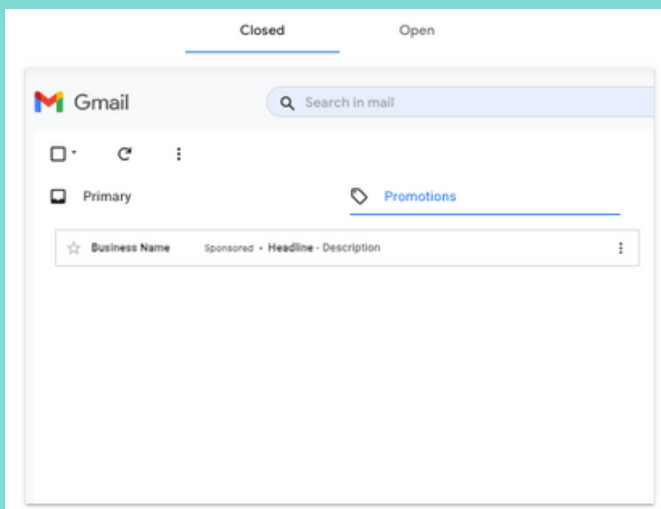 Closed Open
Gmail Search in mail
Primary Promotions
Business Name Sponsored • Headline - Description